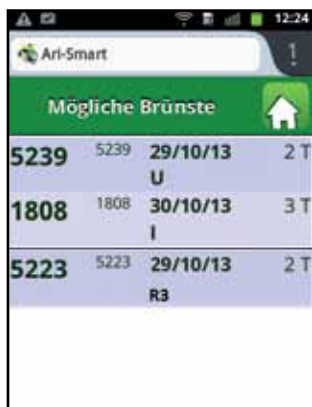 12:24
Ari-Smart
Mögliche Brünste
5239 5239 29/10/13 2 T
U
1808 1808 30/10/13 3 T
I
5223 5223 29/10/13 2 T
R3